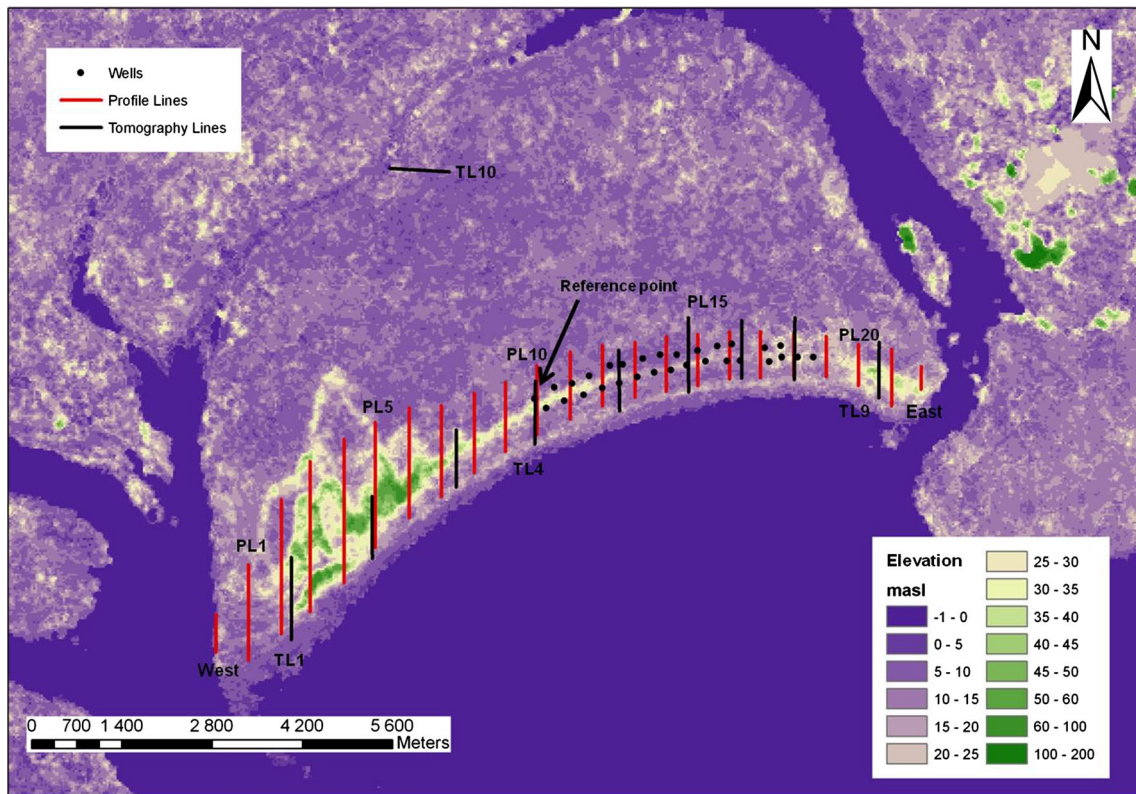 Wells
Profile Lines
Tomography Lines
N
TL10
Reference point
PL15
PL10
PL20
PL5
TL9
East
TL4
PL1
West
TL1
0 700 1 400 2 800 4 200 5 600
Meters
Elevation
masl
-1 - 0
0 - 5
5 - 10
10 - 15
15 - 20
20 - 25
25 - 30
30 - 35
35 - 40
40 - 45
45 - 50
50 - 60
60 - 100
100 - 200